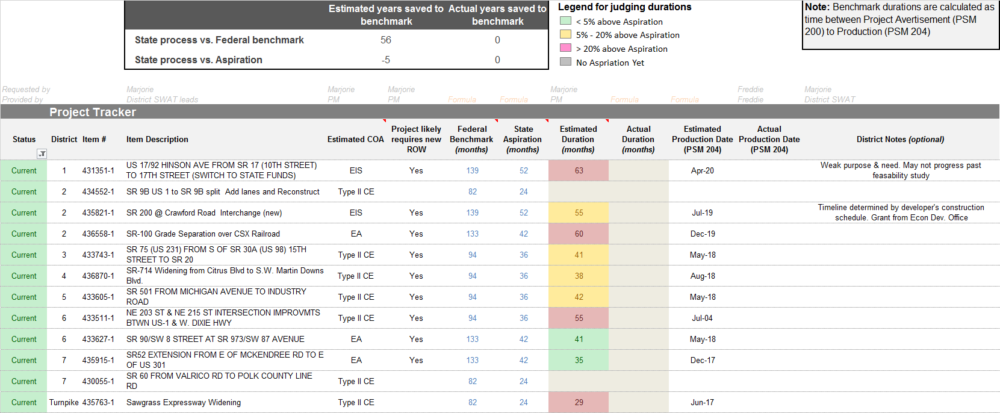 Estimated years saved to benchmark Actual years saved to benchmark
State process vs. Federal benchmark 56 0
State process vs. Aspiration -5 0
Legend for judging durations
< 5% above Aspiration
5% - 20% above Aspiration
> 20% above Aspiration
No Aspriation Yet
Note: Benchmark durations are calculated as
time between Project Avertisement (PSM
200) to Production (PSM 204)
Requested by Marjorie Marjorie Marjorie Marjorie Freddie Marjorie
Provided by District SWAT leads PM PM Formula Formula PM Formula Formula Freddie District SWAT
Project Tracker
Status District Item # Item Description Estimated COA Project likely requires new ROW Federal Benchmark (months) State Aspiration (months) Estimated Duration (months) Actual Duration (months) Estimated Production Date (PSM 204) Actual Production Date (PSM 204) District Notes (optional)
Current 1 431351-1 US 17/92 HINSON AVE FROM SR 17 (10TH STREET) TO 17TH STREET (SWITCH TO STATE FUNDS) EIS Yes 139 52 63 Apr-20 Weak purpose & need. May not progress past feasability study
Current 2 434552-1 SR 9B US 1 to SR 9B split Add lanes and Reconstruct Type II CE 82 24
Current 2 435821-1 SR 200 @ Crawford Road Interchange (new) EIS Yes 139 52 55 Jul-19 Timeline determined by developer's construction schedule. Grant from Econ Dev. Office
Current 2 436558-1 SR-100 Grade Separation over CSX Railroad EA Yes 133 42 60 Dec-19
Current 3 433743-1 SR 75 (US 231) FROM S OF SR 30A (US 98) 15TH STREET TO SR 20 Type II CE Yes 94 36 41 May-18
Current 4 436870-1 SR-714 Widening from Citrus Blvd to S.W. Martin Downs Blvd. Type II CE Yes 94 36 38 Aug-18
Current 5 433605-1 SR 501 FROM MICHIGAN AVENUE TO INDUSTRY ROAD Type II CE Yes 94 36 42 May-18
Current 6 433511-1 NE 203 ST & NE 215 ST INTERSECTION IMPROVMTS BTWN US-1 & W. DIXIE HWY Type II CE Yes 94 36 55 Jul-04
Current 6 433627-1 SR 90/SW 8 STREET AT SR 973/SW 87 AVENUE EA Yes 133 42 41 May-18
Current 7 435915-1 SR52 EXTENSION FROM E OF MCKENDREE RD TO E OF US 301 EA Yes 133 42 35 Dec-17
Current 7 430055-1 SR 60 FROM VALRICO RD TO POLK COUNTY LINE RD Type II CE 82 24
Current Turnpike 435763-1 Sawgrass Expressway Widening Type II CE 82 24 29 Jun-17